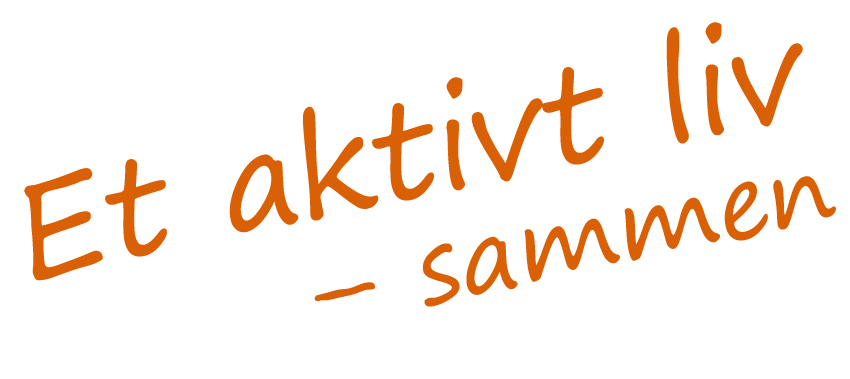 Et aktivt liv
– sammen